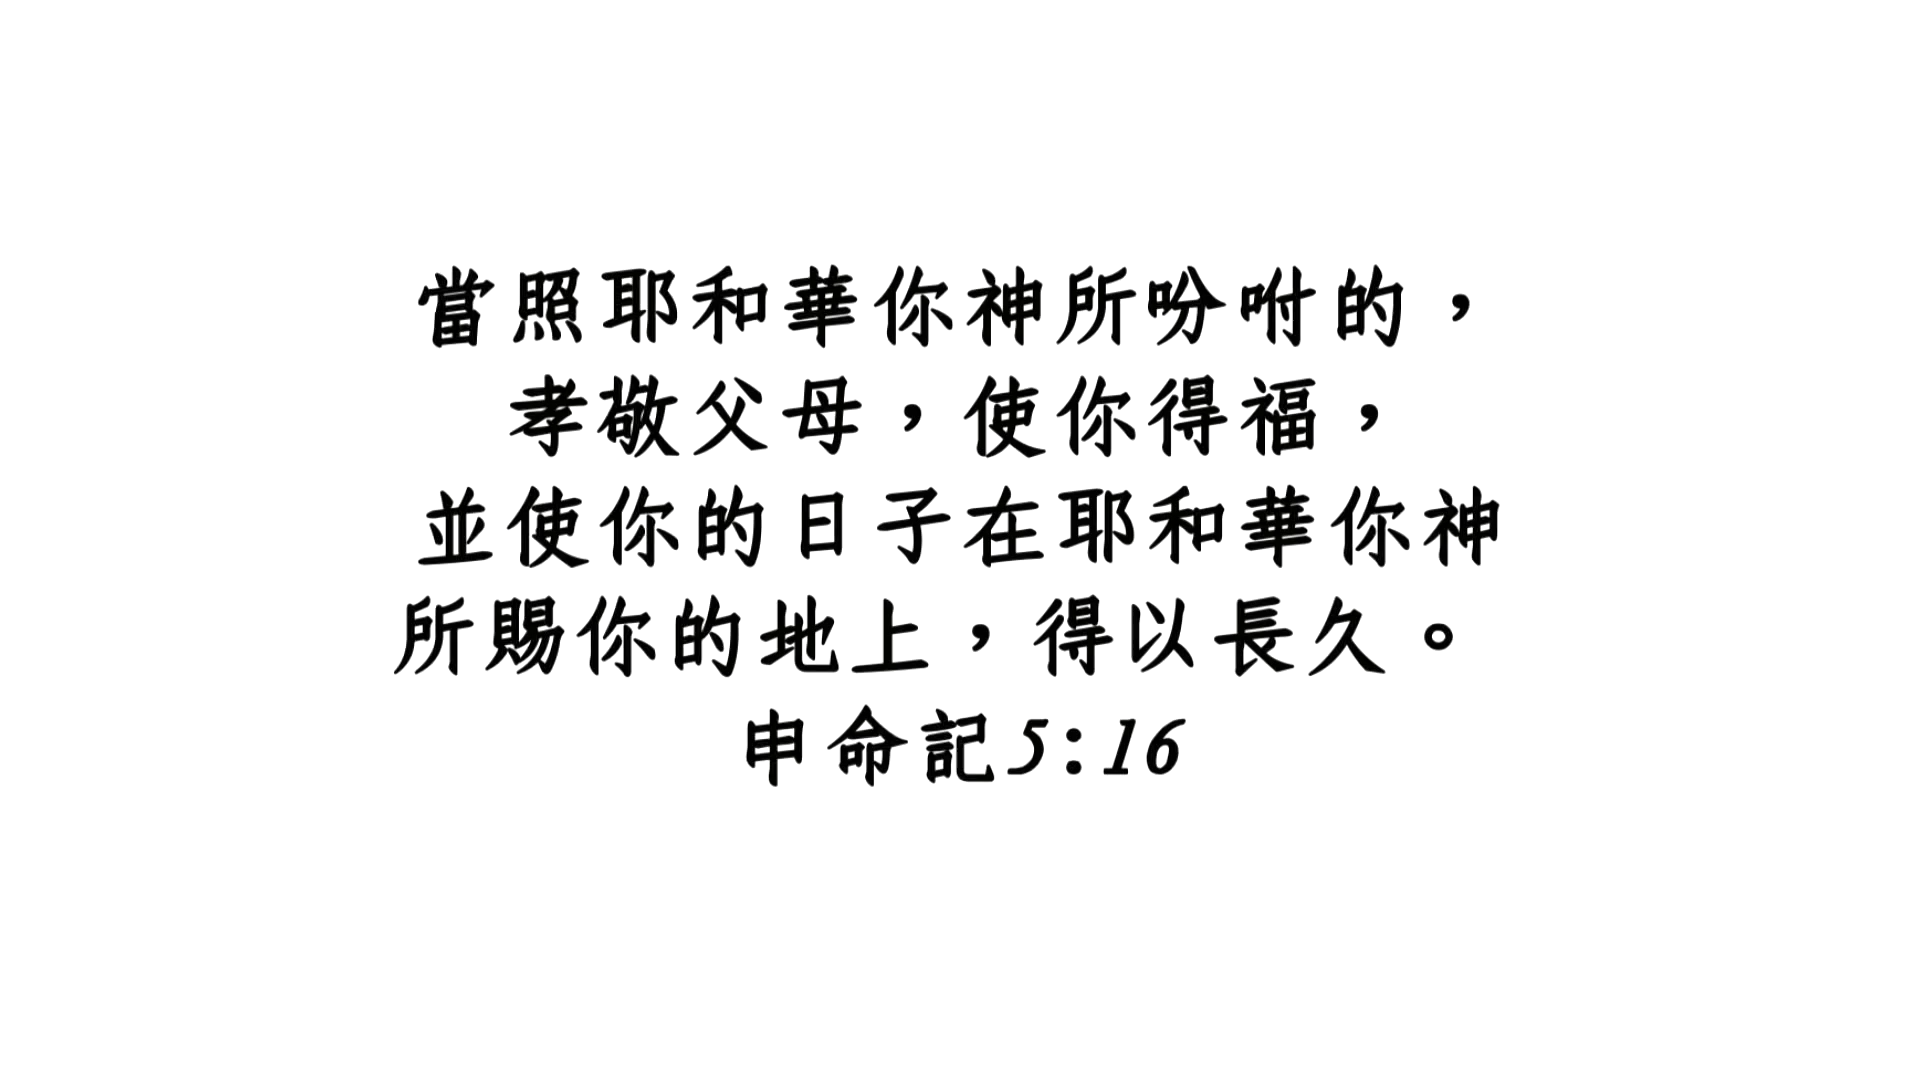 當照耶和華你神所吩咐的，
孝敬父母，使你得福，
並使你的日子在耶和華你神
所賜你的地上，得以長久。
申命記5:16